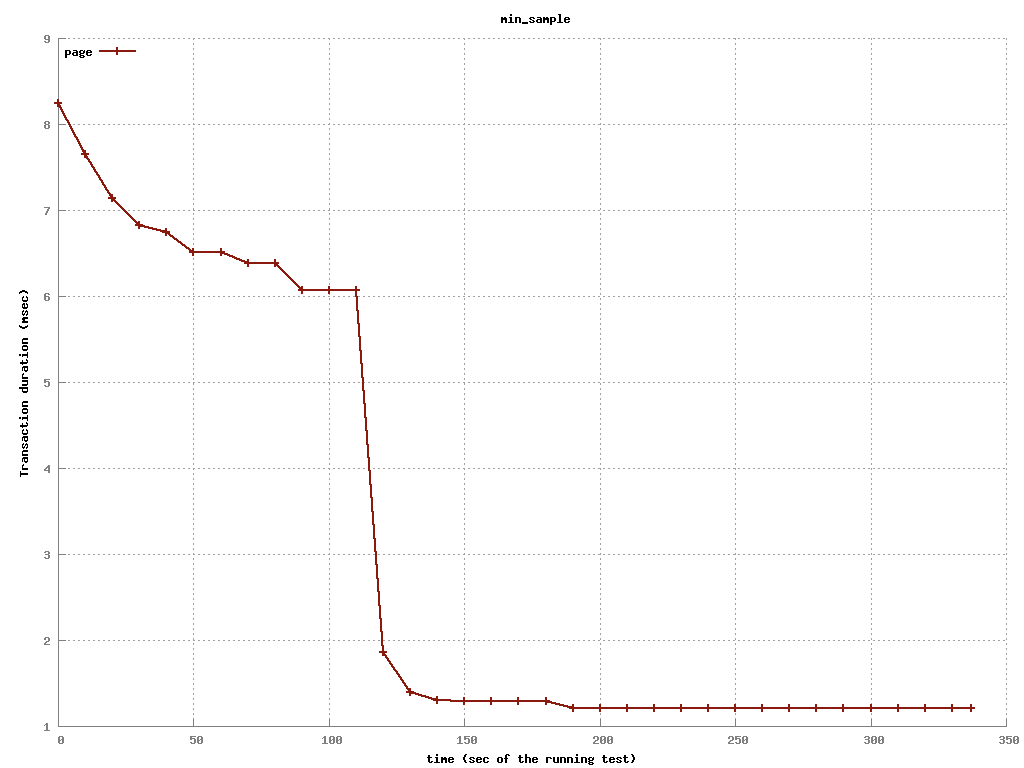 min_sample
page
9
8
7
6
5
4
3
2
1
Transaction duration (msec)
0 50 100 150 200 250 300 350
time (sec of the running test)